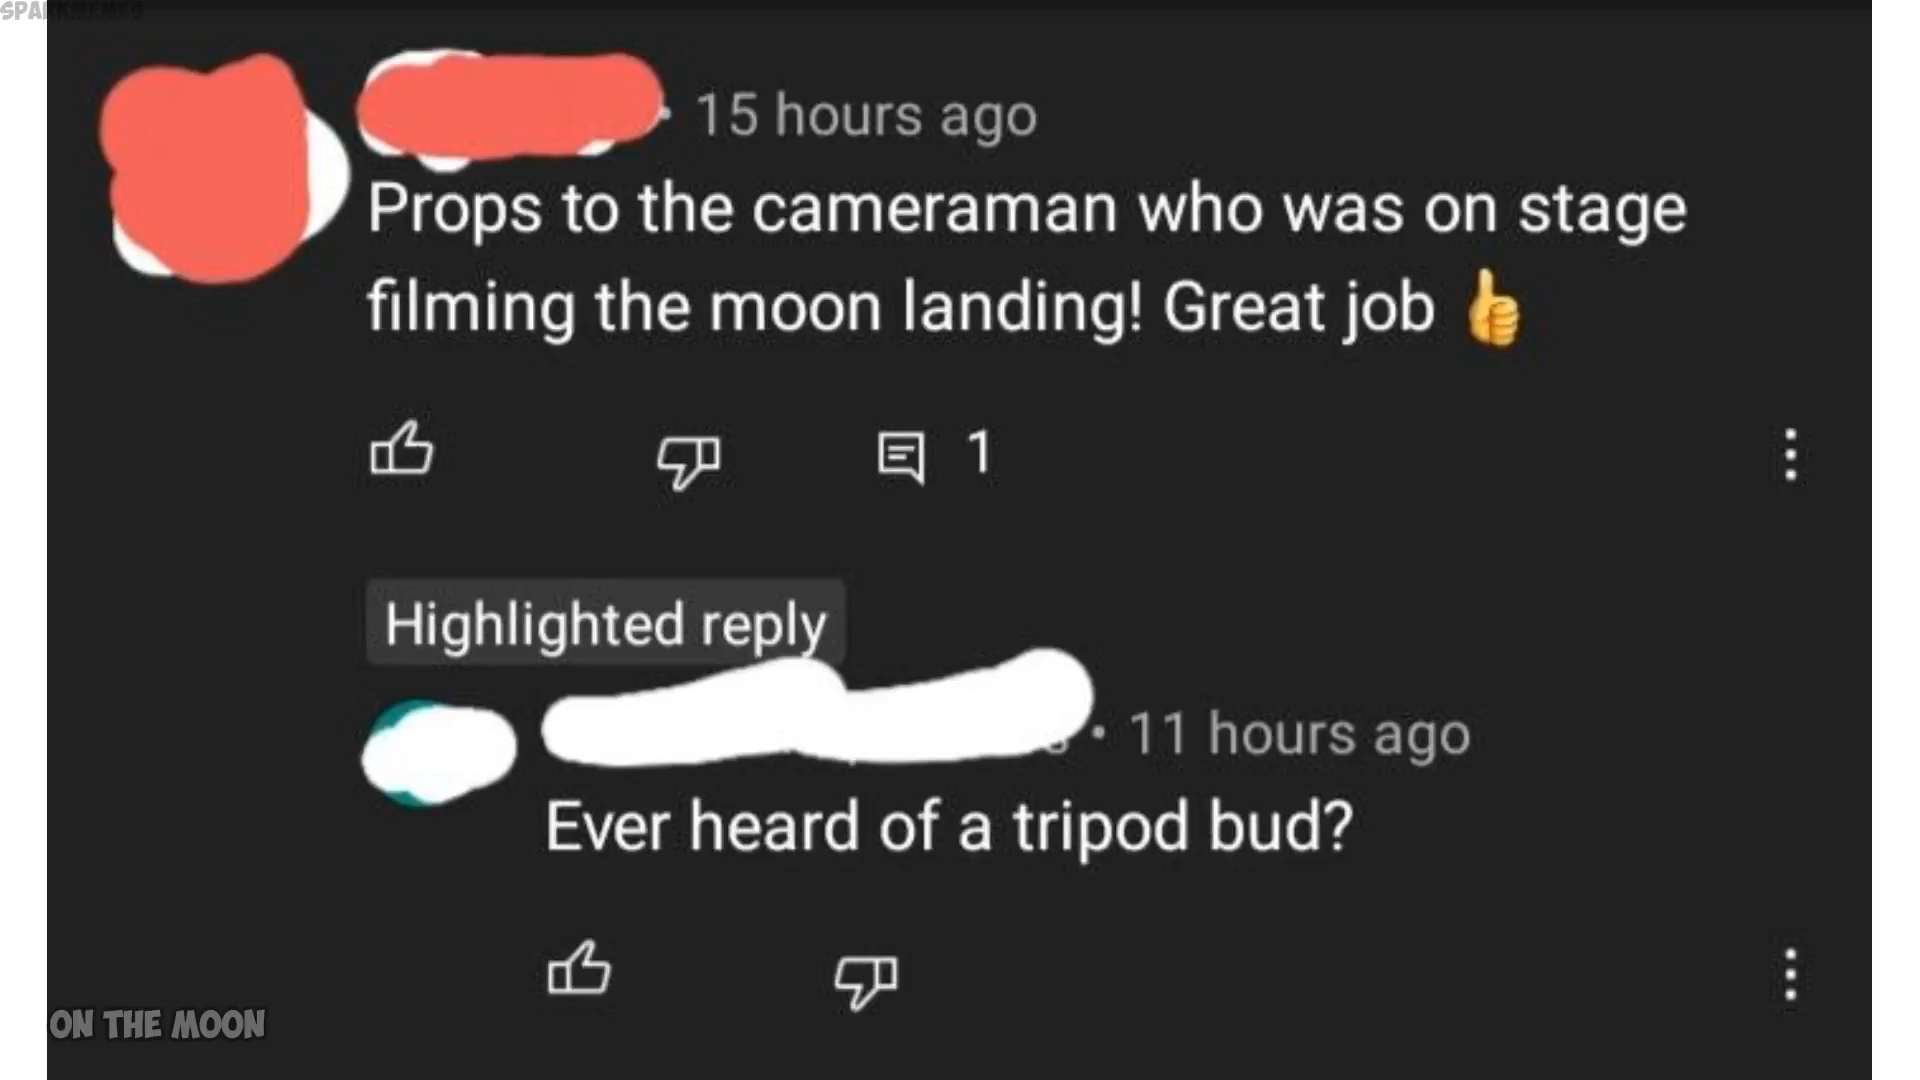 SPARKMEMES
• 15 hours ago
Props to the cameraman who was on stage
filming the moon landing! Great job 👍
1
Highlighted reply
• 11 hours ago
Ever heard of a tripod bud?
ON THE MOON